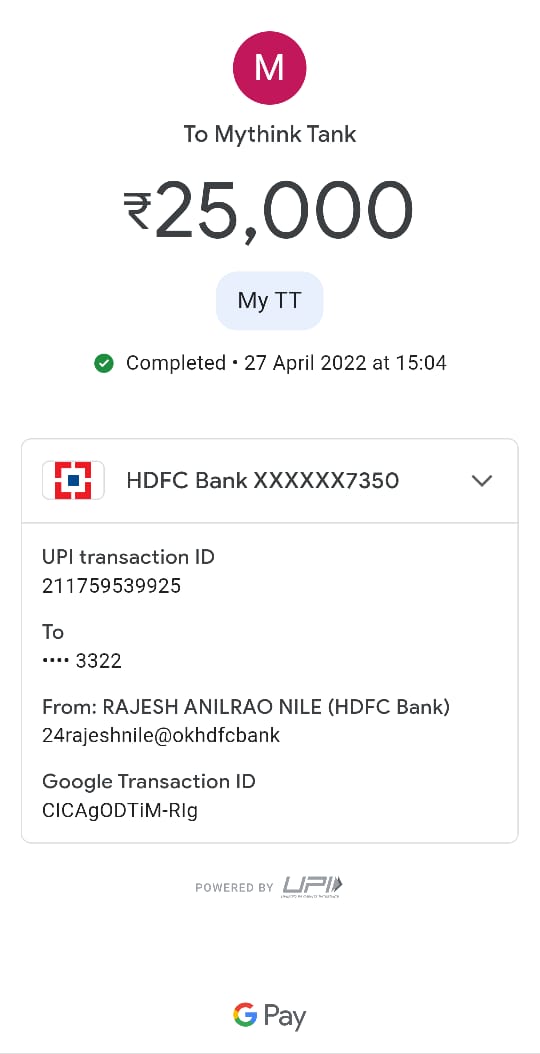 M
To Mythink Tank
₹25,000
My TT
Completed • 27 April 2022 at 15:04
HDFC Bank XXXXXX7350
UPI transaction ID
211759539925
To
•••• 3322
From: RAJESH ANILRAO NILE (HDFC Bank)
24rajeshnile@okhdfcbank
Google Transaction ID
CICAgODTiM-RIg
POWERED BY UPI
G Pay